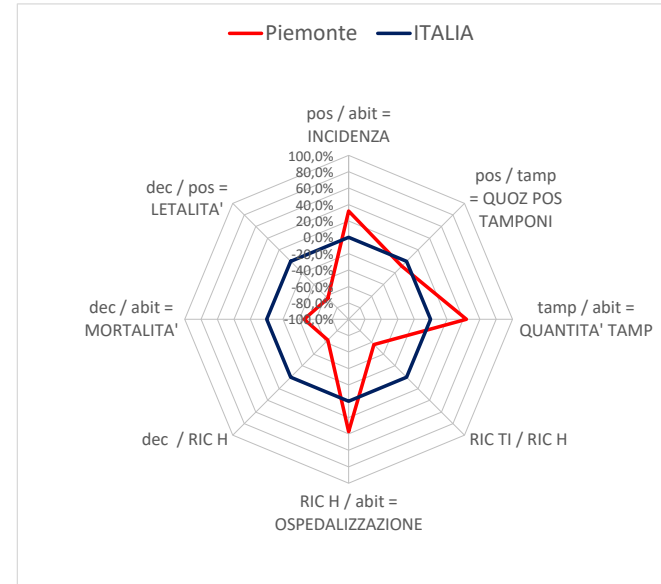 Piemonte ITALIA
pos / abit =
INCIDENZA
pos / tamp
= QUOZ POS
TAMPONI
tamp / abit =
QUANTITA' TAMP
RIC TI / RIC H
RIC H / abit =
OSPEDALIZZAZIONE
dec / RIC H
dec / abit =
MORTALITA'
dec / pos =
LETALITA'
100,0%
80,0%
60,0%
40,0%
20,0%
0,0%
-20,0%
-40,0%
-60,0%
-80,0%
-100,0%